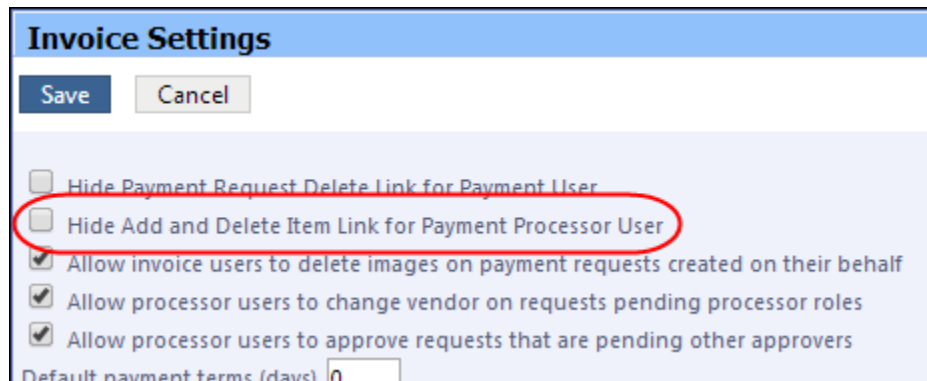 Invoice Settings
Save Cancel
Hide Payment Request Delete Link for Payment User
Hide Add and Delete Item Link for Payment Processor User
Allow invoice users to delete images on payment requests created on their behalf
Allow processor users to change vendor on requests pending processor roles
Allow processor users to approve requests that are pending other approvers
Default payment terms (days) 0